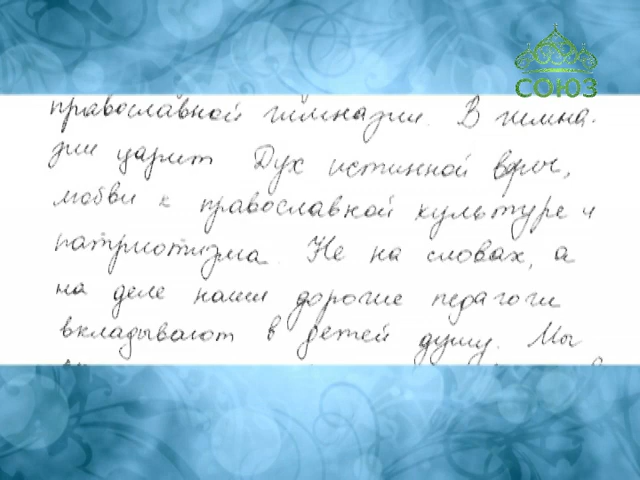 СОЮЗ
православной гимназии. В гимна-
зии царит Дух истинной веры,
любви к православной культуре и
патриотизма. Не на словах, а
на деле наши дорогие педагоги
вкладывают в детей душу. Мы